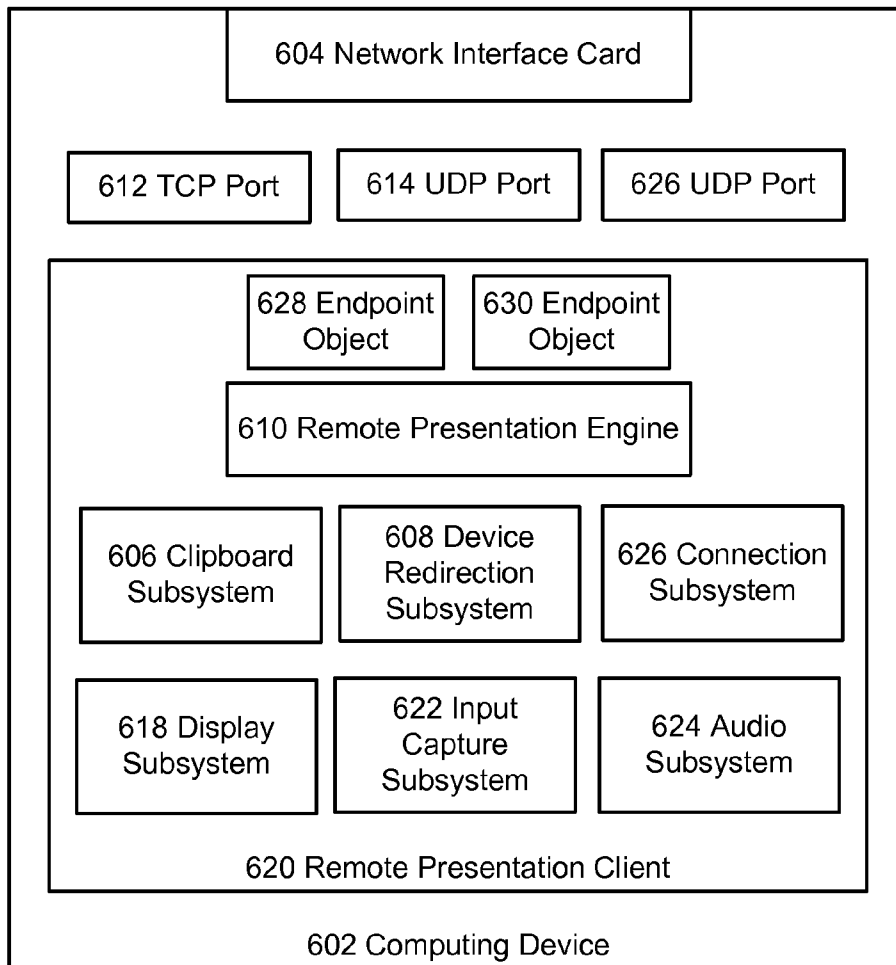 604 Network Interface Card
612 TCP Port
614 UDP Port
626 UDP Port
628 Endpoint
Object
630 Endpoint
Object
610 Remote Presentation Engine
606 Clipboard
Subsystem
608 Device
Redirection
Subsystem
626 Connection
Subsystem
618 Display
Subsystem
622 Input
Capture
Subsystem
624 Audio
Subsystem
620 Remote Presentation Client
602 Computing Device